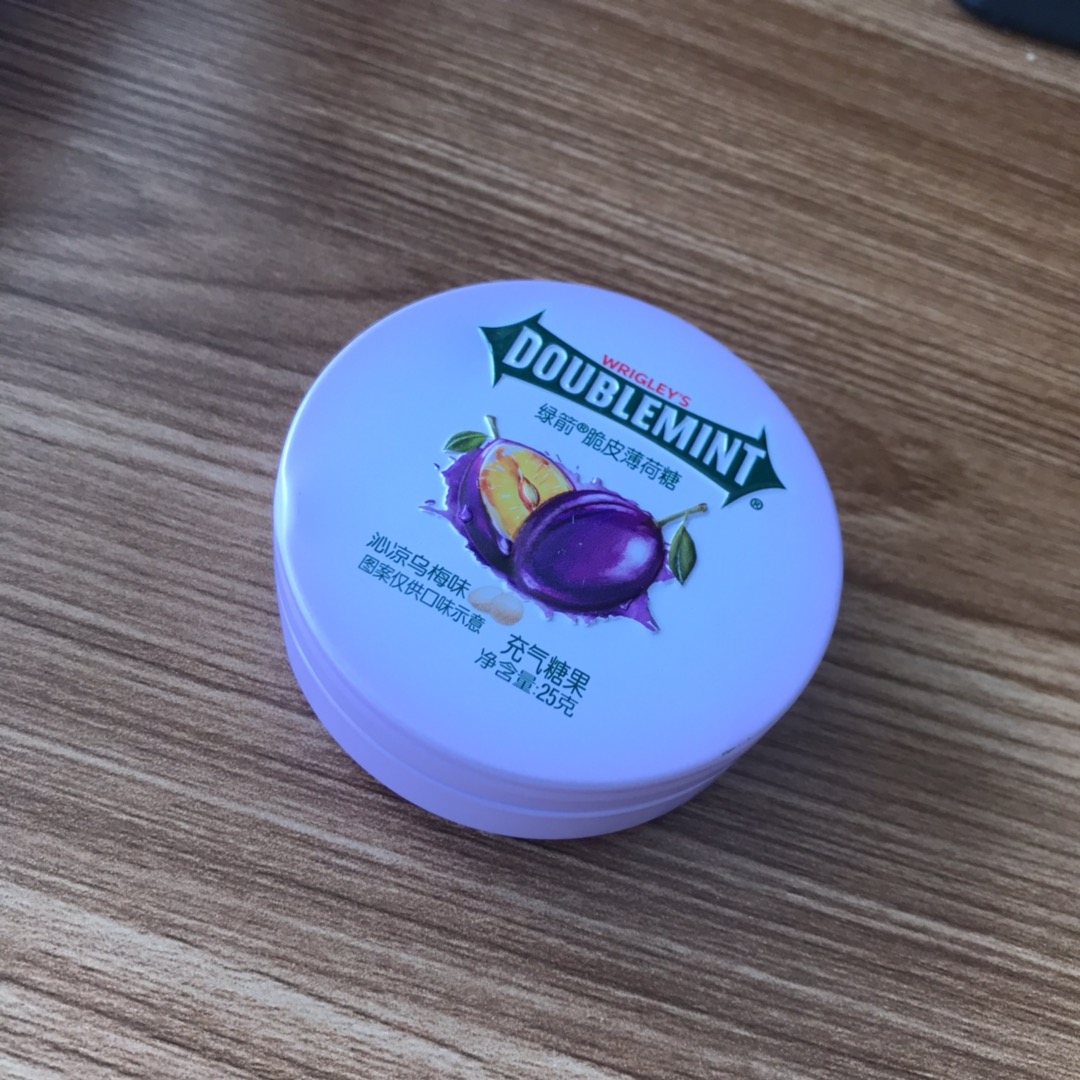 WRIGLEY'S
DOUBLEMINT®
绿箭®脆皮薄荷糖
沁凉乌梅味
图案仅供口味示意
充气糖果
净含量:25克